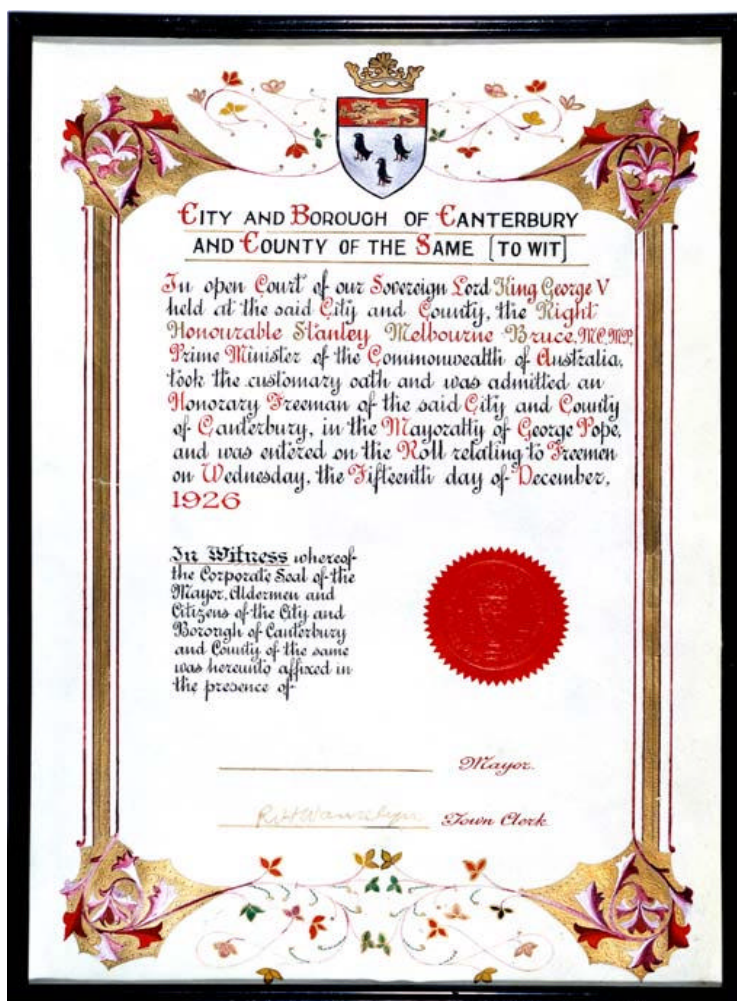 CITY AND BOROUGH OF CANTERBURY
AND COUNTY OF THE SAME [TO WIT]
In open Court of our Sovereign Lord King George V
held at the said City and County, the Right
Honourable Stanley Melbourne Bruce, M.C., M.P.,
Prime Minister of the Commonwealth of Australia,
took the customary oath and was admitted an
Honorary Freeman of the said City and County
of Canterbury, in the Mayoralty of George Pope,
and was entered on the Roll relating to Freemen
on Wednesday, the Fifteenth day of December,
1926
In Witness whereof
the Corporate Seal of the
Mayor, Aldermen and
Citizens of the City and
Borough of Canterbury
and County of the same
was hereunto affixed in
the presence of
Mayor.
Town Clerk